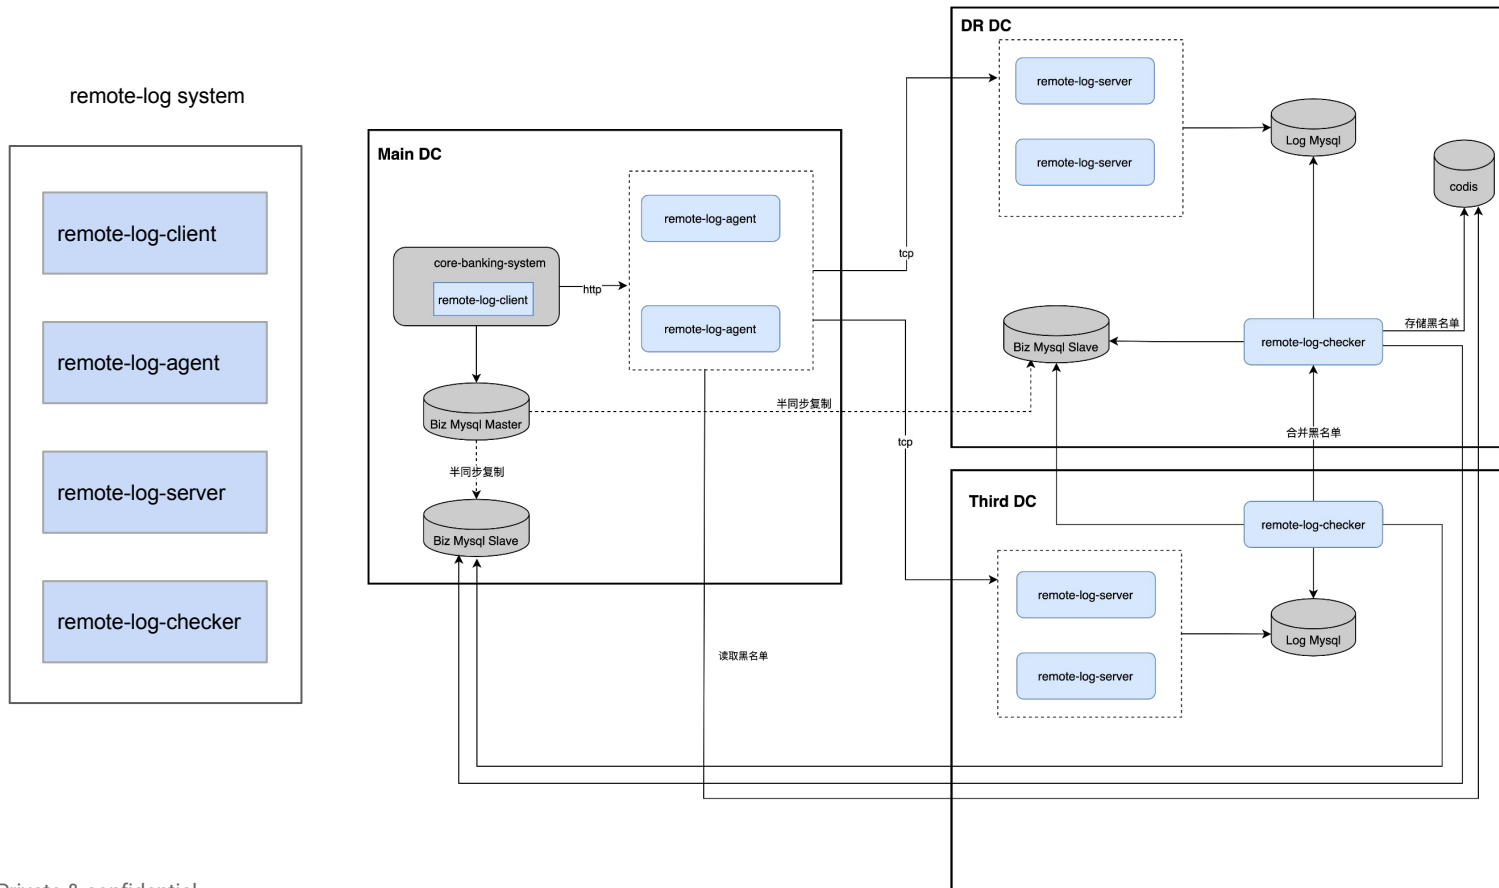 remote-log system
remote-log-client
remote-log-agent
remote-log-server
remote-log-checker
Main DC
core-banking-system
remote-log-client
http
remote-log-agent
remote-log-agent
Biz Mysql Master
半同步复制
半同步复制
Biz Mysql Slave
tcp
tcp
读取黑名单
DR DC
remote-log-server
remote-log-server
Log Mysql
codis
Biz Mysql Slave
remote-log-checker
存储黑名单
合并黑名单
Third DC
remote-log-checker
remote-log-server
remote-log-server
Log Mysql
Private & confidential